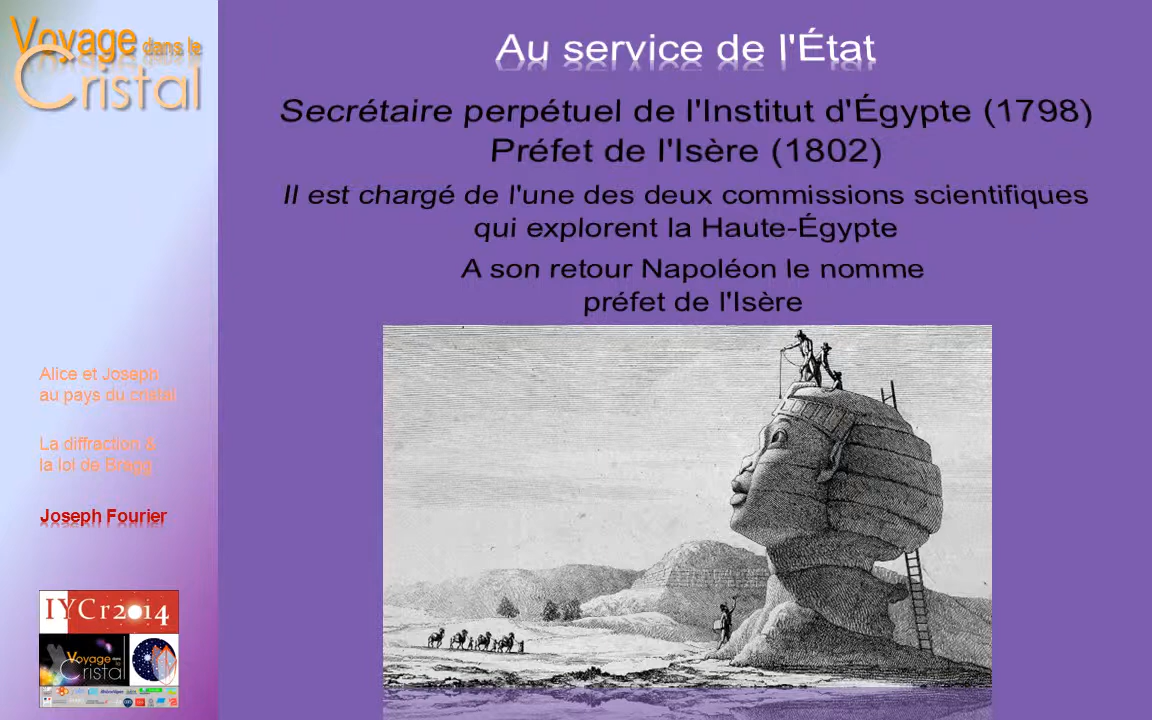 Voyage dans le
Cristal
Au service de l'État
Secrétaire perpétuel de l'Institut d'Égypte (1798)
Préfet de l'Isère (1802)
Il est chargé de l'une des deux commissions scientifiques
qui explorent la Haute-Égypte
A son retour Napoléon le nomme
préfet de l'Isère
Alice et Joseph
au pays du cristal
La diffraction &
la loi de Bragg
Joseph Fourier
IYCr2014
Voyage dans le
Cristal